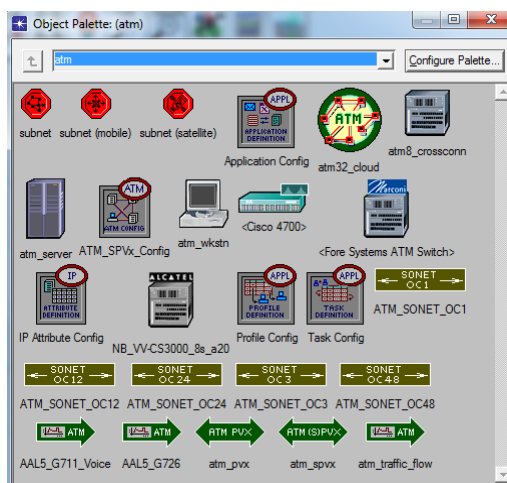 Object Palette: (atm)
atm
Configure Palette...
subnet
subnet (mobile)
subnet (satellite)
APPL
APPLICATION
DEFINITION
Application Config
ATM
atm32_cloud
atm8_crossconn
atm_server
ATM
ATM CONFIG
ATM_SPVx_Config
atm_wkstn
<Cisco 4700>
Marconi
<Fore Systems ATM Switch>
IP
ATTRIBUTE
DEFINITION
IP Attribute Config
ALCATEL
NB_VV-CS3000_8s_a20
APPL
PROFILE
DEFINITION
Profile Config
APPL
TASK
DEFINITION
Task Config
SONET
OC1
ATM_SONET_OC1
SONET
OC12
ATM_SONET_OC12
SONET
OC24
ATM_SONET_OC24
SONET
OC3
ATM_SONET_OC3
SONET
OC48
ATM_SONET_OC48
ATM
AAL5_G711_Voice
ATM
AAL5_G726
ATM PVX
atm_pvx
ATM (S)PVX
atm_spvx
ATM
atm_traffic_flow